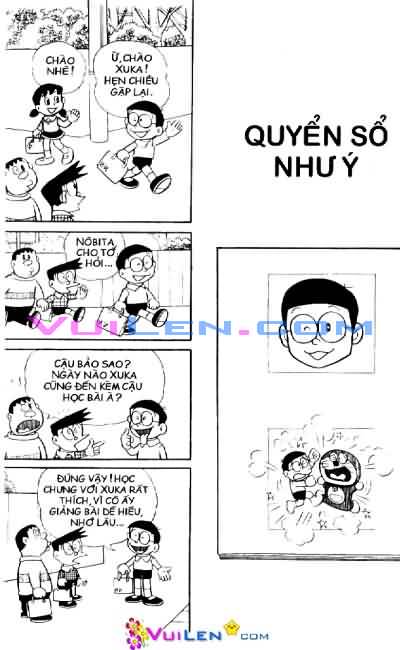 CHÀO
NHÉ!
Ừ, CHÀO
XUKA!
HẸN CHIỀU
GẶP LẠI.
QUYỂN SỔ
NHƯ Ý
NÔBITA
CHO TỚ
HỎI...
VUILEN.COM
CẬU BẢO SAO?
NGÀY NÀO XUKA
CŨNG ĐẾN KÈM CẬU
HỌC BÀI À?
ĐÚNG VẬY! HỌC
CHUNG VỚI XUKA RẤT
THÍCH, VÌ CÔ ẤY
GIẢNG BÀI DỄ HIỂU,
NHỚ LÂU...
VUILEN.COM